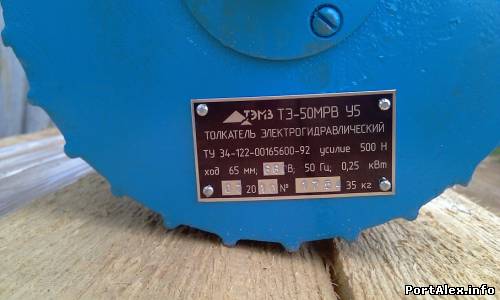 ТЭМЗ ТЭ-50МРВ У5
ТОЛКАТЕЛЬ ЭЛЕКТРОГИДРАВЛИЧЕСКИЙ
ТУ 34-122-00165600-92 усилие 500 Н
ход 65 мм; В, 50 Гц; 0,25 кВт
20 № 35 кг
PortAlex.info